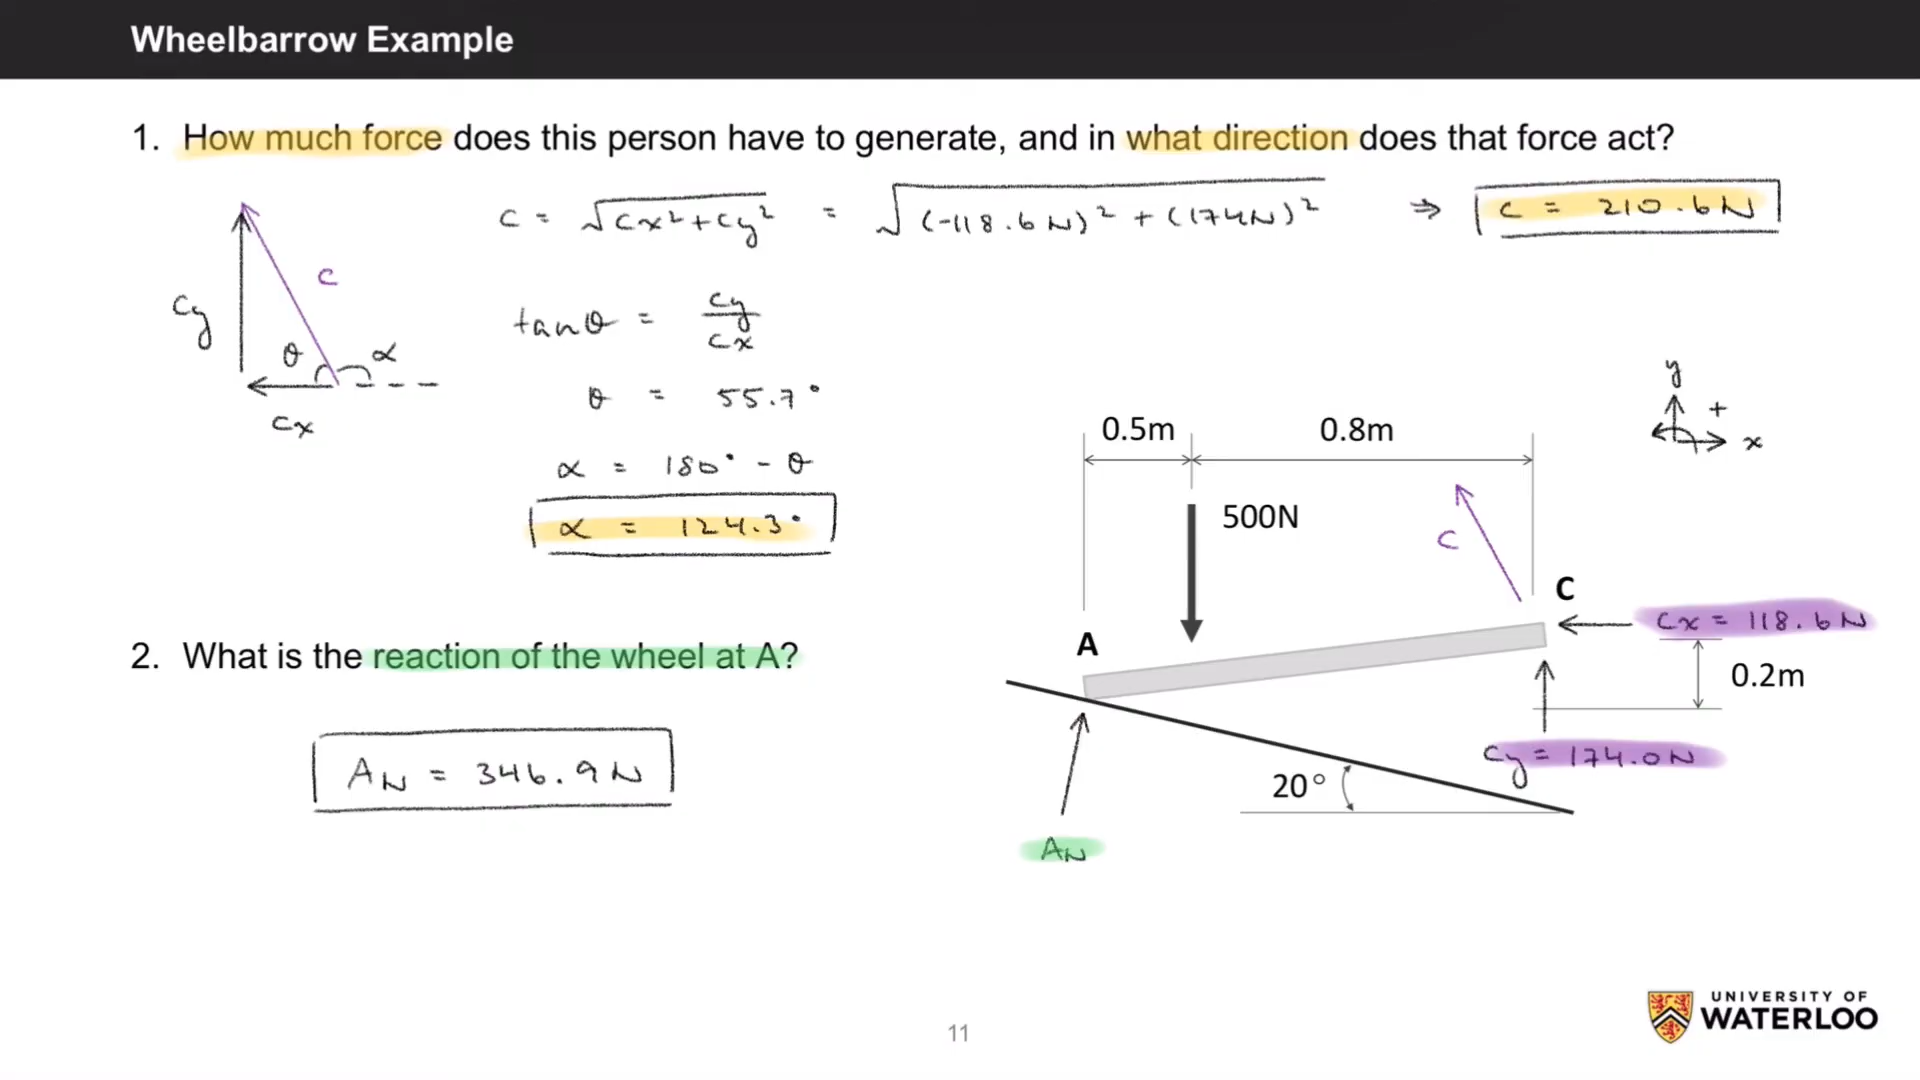 Wheelbarrow Example
1. How much force does this person have to generate, and in what direction does that force act?
C = √Cx² + Cy² = √(-118.6N)² + (174N)² ⇒ C = 210.6N
C
Cy
θ α
Cx
tanθ = Cy/Cx
θ = 55.7°
α = 180° - θ
α = 124.3°
y
+
x
0.5m 0.8m
500N
C
C
Cx = 118.6N
A
0.2m
Cy = 174.0N
20°
AN
2. What is the reaction of the wheel at A?
AN = 346.9N
11
UNIVERSITY OF
WATERLOO